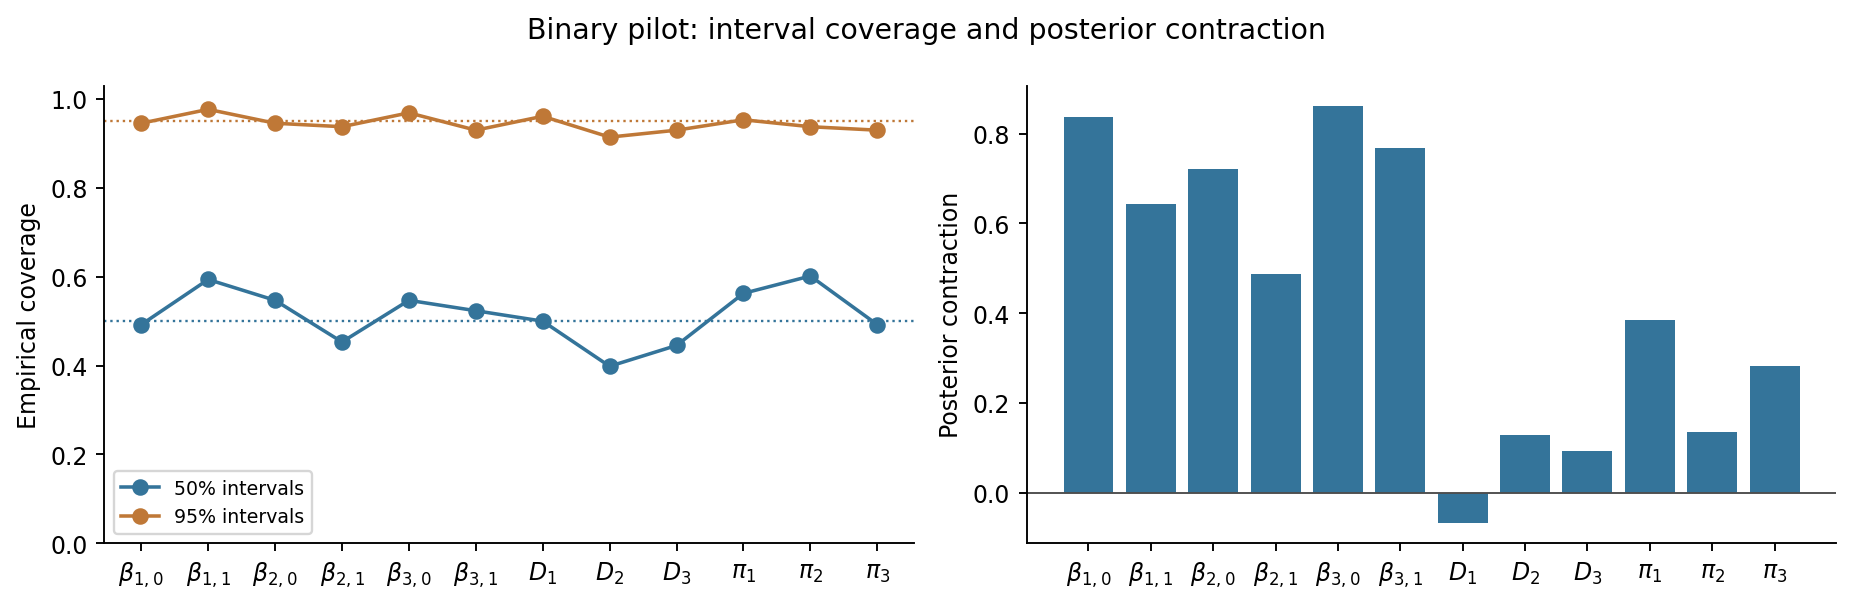 Binary pilot: interval coverage and posterior contraction
Empirical coverage
1.0
0.8
0.6
0.4
0.2
0.0
50% intervals
95% intervals
β1,0 β1,1 β2,0 β2,1 β3,0 β3,1 D1 D2 D3 π1 π2 π3
Posterior contraction
0.8
0.6
0.4
0.2
0.0
β1,0 β1,1 β2,0 β2,1 β3,0 β3,1 D1 D2 D3 π1 π2 π3